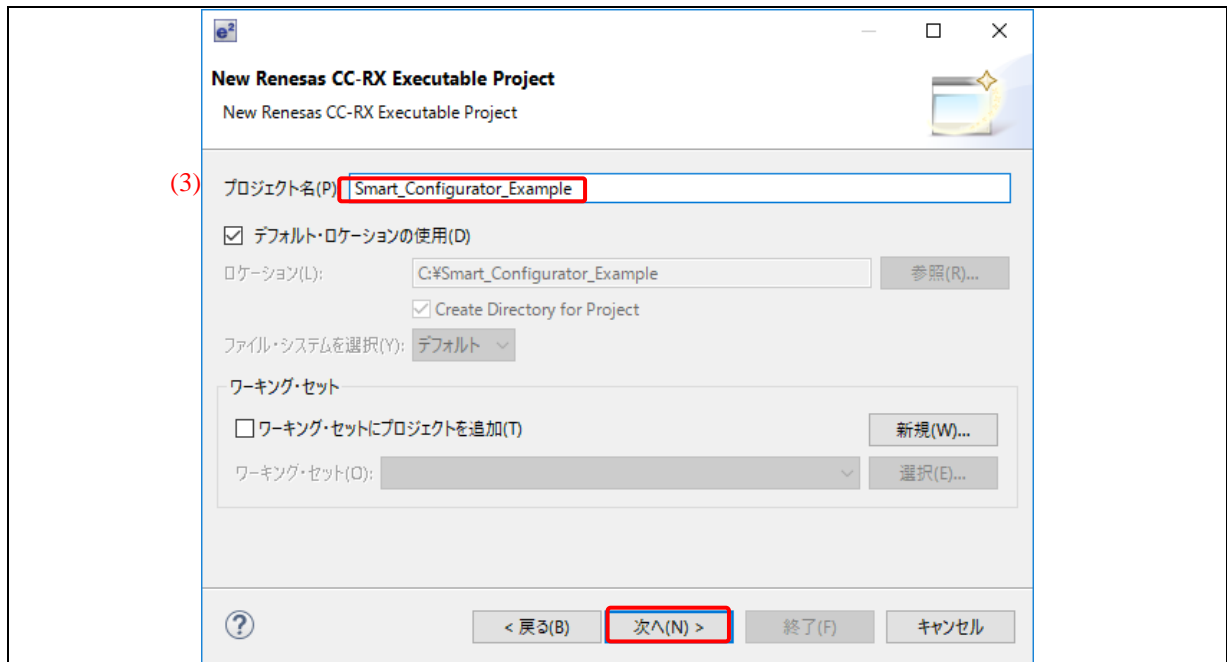 e²
New Renesas CC-RX Executable Project
New Renesas CC-RX Executable Project
(3) プロジェクト名(P) Smart_Configurator_Example
デフォルト・ロケーションの使用(D)
ロケーション(L): C:¥Smart_Configurator_Example 参照(R)...
Create Directory for Project
ファイル・システムを選択(Y): デフォルト
ワーキング・セット
ワーキング・セットにプロジェクトを追加(T) 新規(W)...
ワーキング・セット(O): 選択(E)...
? < 戻る(B) 次へ(N) > 終了(F) キャンセル